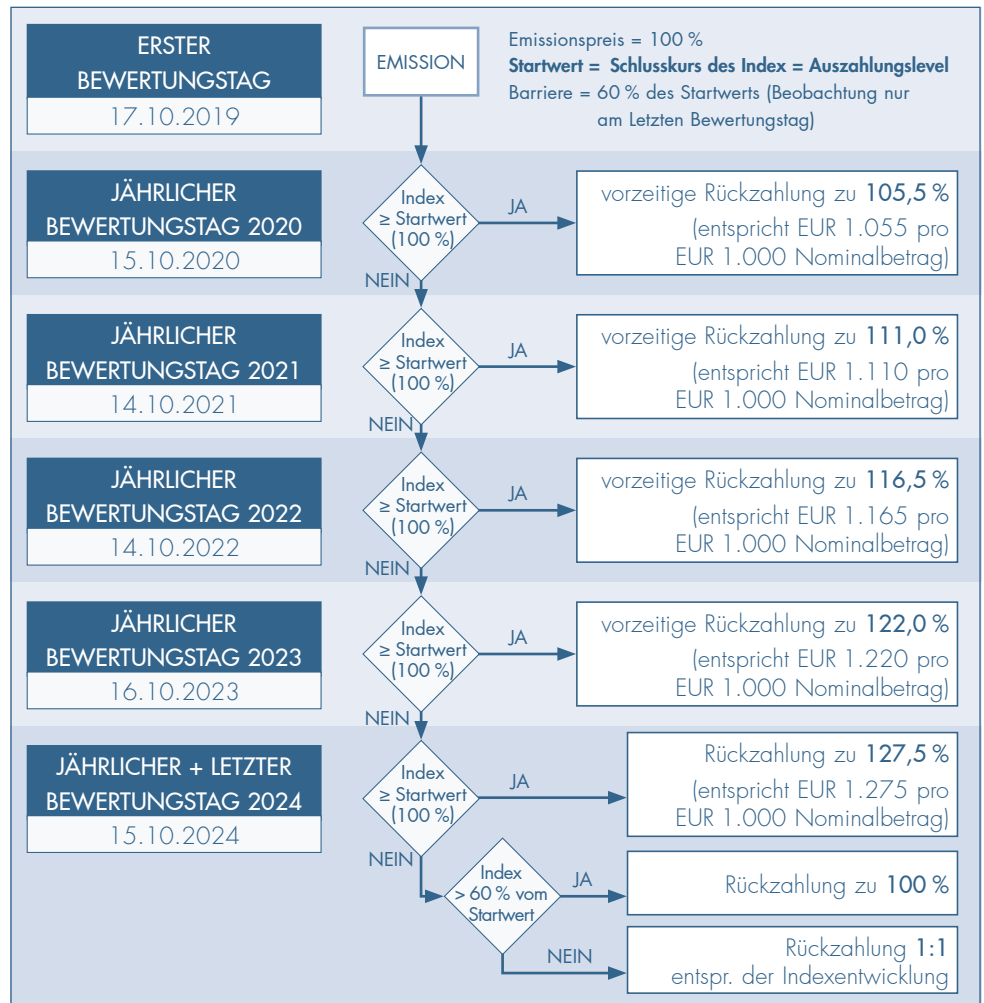 ERSTER
BEWERTUNGSTAG
17.10.2019
EMISSION
Emissionspreis = 100 %
Startwert = Schlusskurs des Index = Auszahlungslevel
Barriere = 60 % des Startwerts (Beobachtung nur
am Letzten Bewertungstag)
JÄHRLICHER
BEWERTUNGSTAG 2020
15.10.2020
Index
≥ Startwert
(100 %)
JA
NEIN
vorzeitige Rückzahlung zu 105,5 %
(entspricht EUR 1.055 pro
EUR 1.000 Nominalbetrag)
JÄHRLICHER
BEWERTUNGSTAG 2021
14.10.2021
Index
≥ Startwert
(100 %)
JA
NEIN
vorzeitige Rückzahlung zu 111,0 %
(entspricht EUR 1.110 pro
EUR 1.000 Nominalbetrag)
JÄHRLICHER
BEWERTUNGSTAG 2022
14.10.2022
Index
≥ Startwert
(100 %)
JA
NEIN
vorzeitige Rückzahlung zu 116,5 %
(entspricht EUR 1.165 pro
EUR 1.000 Nominalbetrag)
JÄHRLICHER
BEWERTUNGSTAG 2023
16.10.2023
Index
≥ Startwert
(100 %)
JA
NEIN
vorzeitige Rückzahlung zu 122,0 %
(entspricht EUR 1.220 pro
EUR 1.000 Nominalbetrag)
JÄHRLICHER + LETZTER
BEWERTUNGSTAG 2024
15.10.2024
Index
≥ Startwert
(100 %)
JA
NEIN
Rückzahlung zu 127,5 %
(entspricht EUR 1.275 pro
EUR 1.000 Nominalbetrag)
Index
> 60 % vom
Startwert
JA
Rückzahlung zu 100 %
NEIN
Rückzahlung 1:1
entspr. der Indexentwicklung